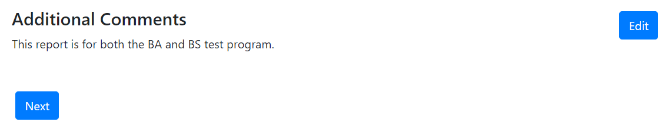 Additional Comments
Edit
This report is for both the BA and BS test program.
Next